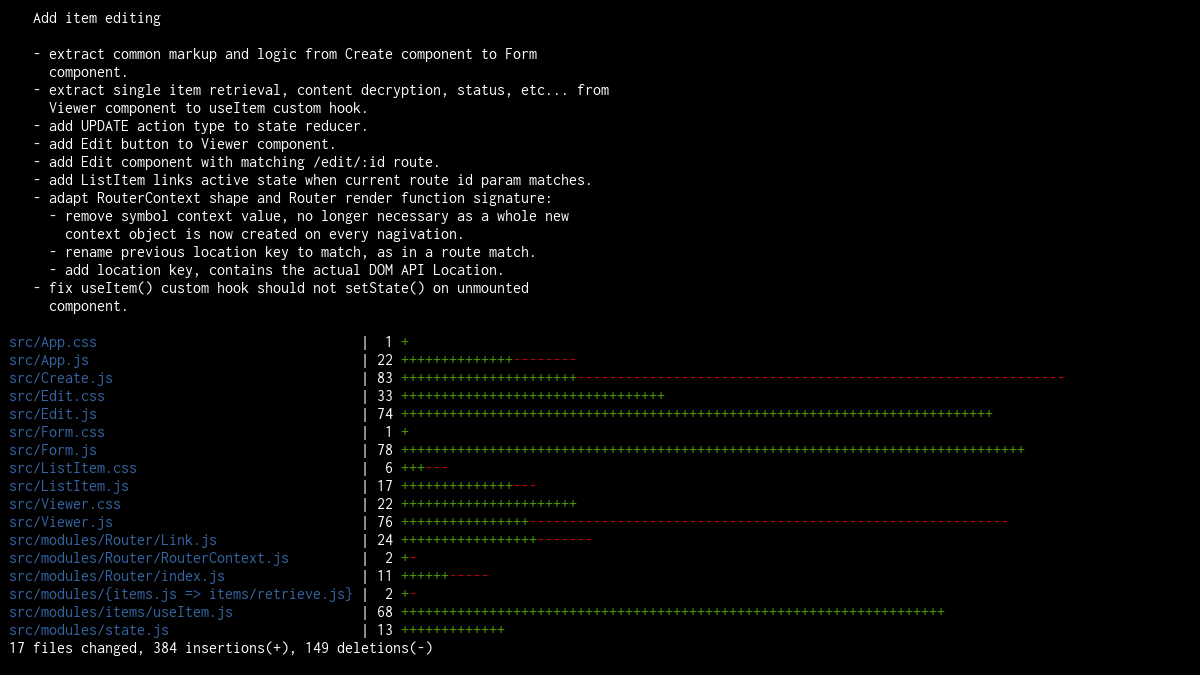 Add item editing
- extract common markup and logic from Create component to Form
component.
- extract single item retrieval, content decryption, status, etc... from
Viewer component to useItem custom hook.
- add UPDATE action type to state reducer.
- add Edit button to Viewer component.
- add Edit component with matching /edit/:id route.
- add ListItem links active state when current route id param matches.
- adapt RouterContext shape and Router render function signature:
- remove symbol context value, no longer necessary as a whole new
context object is now created on every nagivation.
- rename previous location key to match, as in a route match.
- add location key, contains the actual DOM API Location.
- fix useItem() custom hook should not setState() on unmounted
component.
src/App.css | 1 +
src/App.js | 22 ++++++++++++++--------
src/Create.js | 83 ++++++++++++++++++++++-------------------------------------------------------------
src/Edit.css | 33 +++++++++++++++++++++++++++++++++
src/Edit.js | 74 ++++++++++++++++++++++++++++++++++++++++++++++++++++++++++++++++++++++++++
src/Form.css | 1 +
src/Form.js | 78 ++++++++++++++++++++++++++++++++++++++++++++++++++++++++++++++++++++++++++++++
src/ListItem.css | 6 +++---
src/ListItem.js | 17 ++++++++++++++---
src/Viewer.css | 22 ++++++++++++++++++++++
src/Viewer.js | 76 ++++++++++++++++------------------------------------------------------------
src/modules/Router/Link.js | 24 +++++++++++++++++-------
src/modules/Router/RouterContext.js | 2 +-
src/modules/Router/index.js | 11 ++++++-----
src/modules/{items.js => items/retrieve.js} | 2 +-
src/modules/items/useItem.js | 68 ++++++++++++++++++++++++++++++++++++++++++++++++++++++++++++++++++++
src/modules/state.js | 13 +++++++++++++
17 files changed, 384 insertions(+), 149 deletions(-)